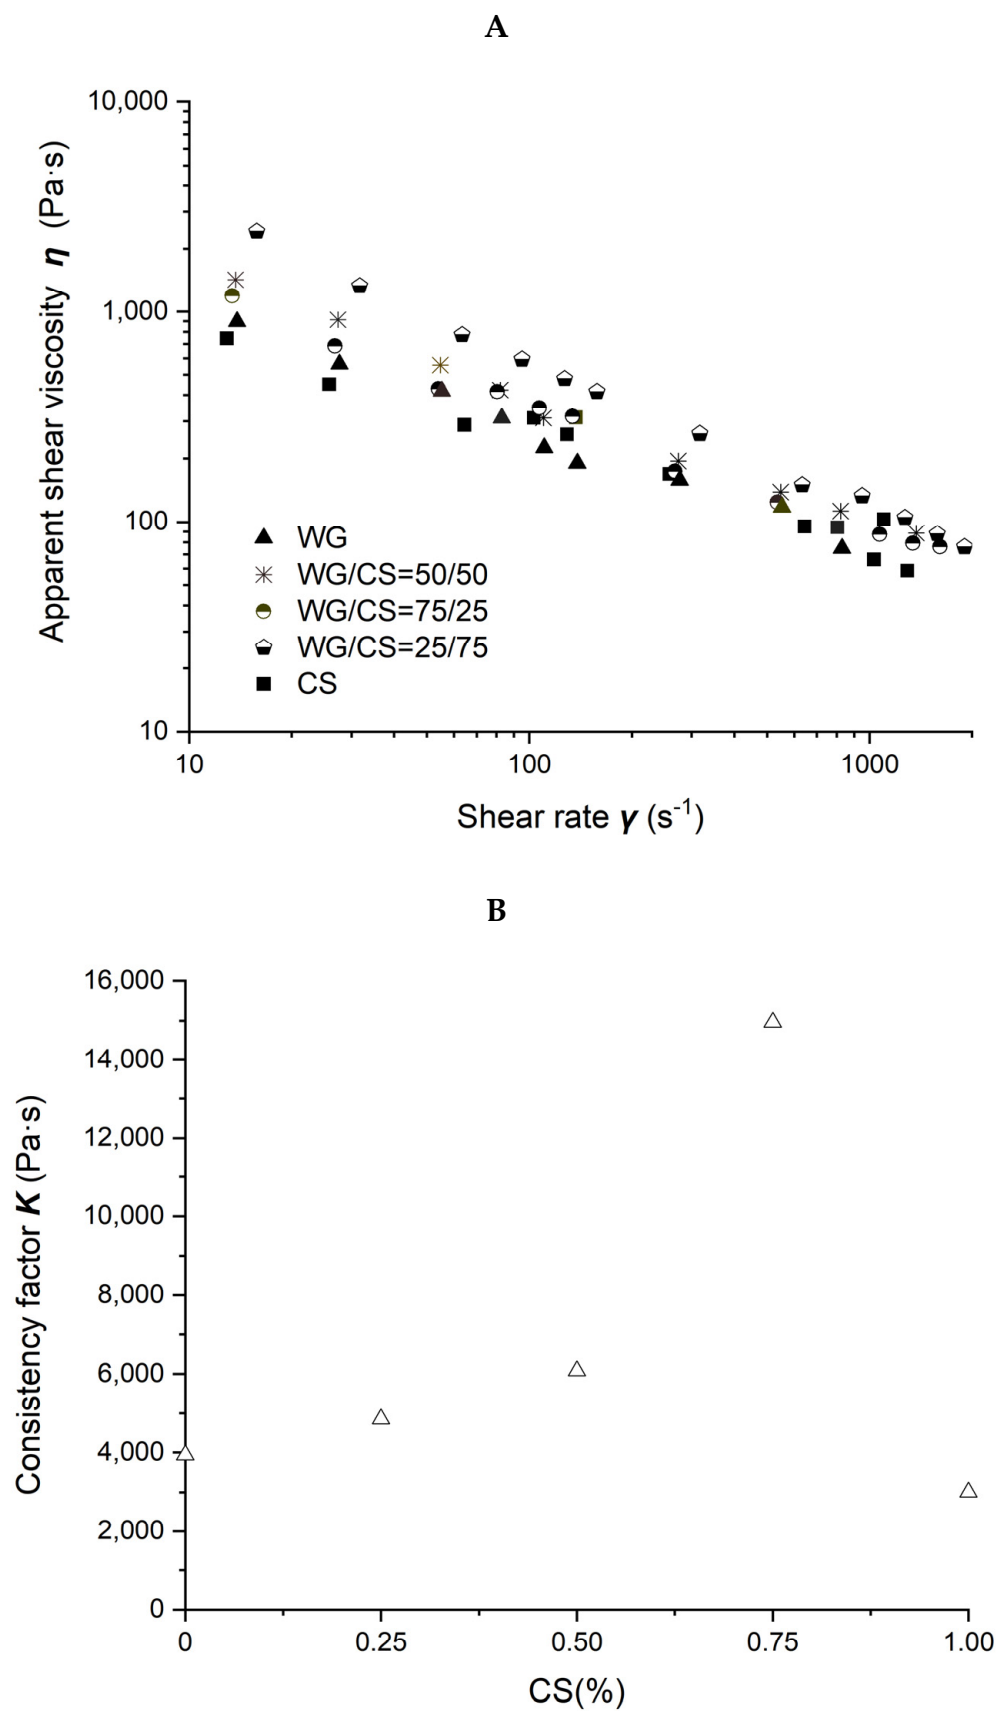 A
10,000
1,000
100
10
Apparent shear viscosity η (Pa·s)
WG
WG/CS=50/50
WG/CS=75/25
WG/CS=25/75
CS
10 100 1000
Shear rate γ (s⁻¹)
B
16,000
14,000
12,000
10,000
8,000
6,000
4,000
2,000
0
Consistency factor K (Pa·s)
0 0.25 0.50 0.75 1.00
CS(%)